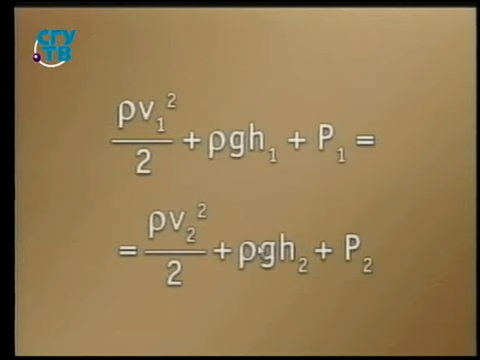 СГУ
ТВ
ρv₁²/2 + ρgh₁ + P₁ =
= ρv₂²/2 + ρgh₂ + P₂